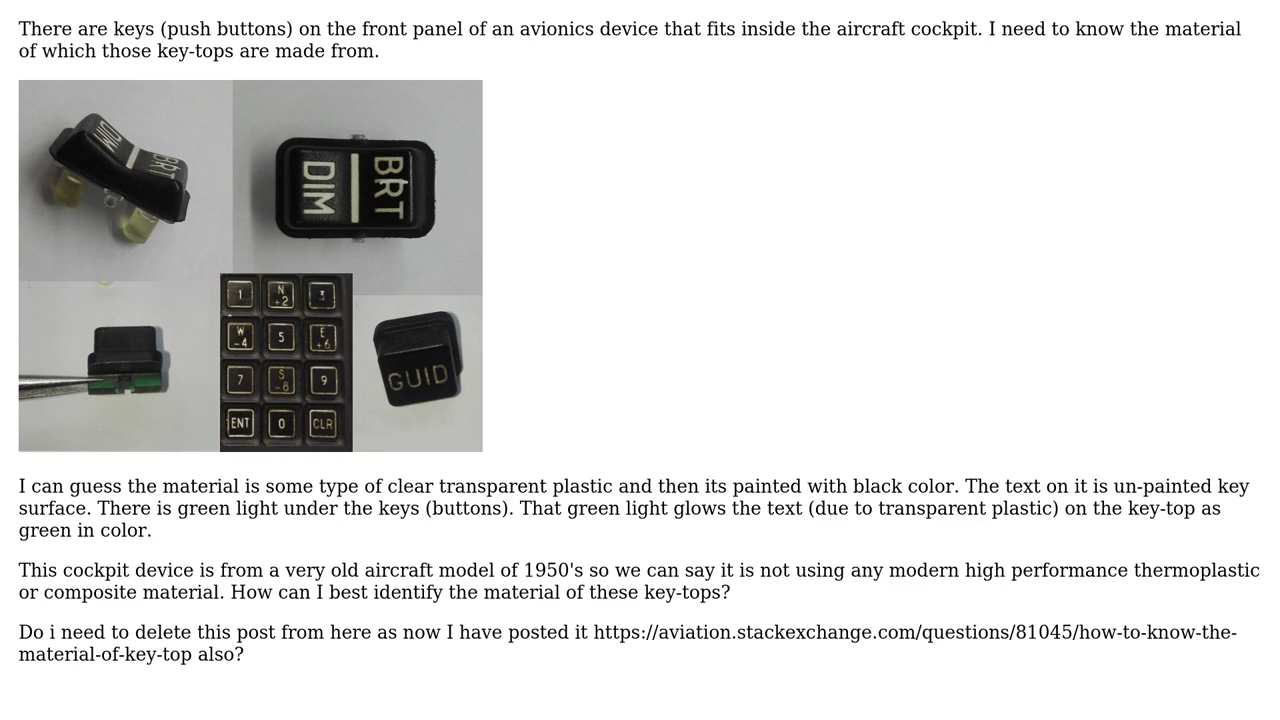 There are keys (push buttons) on the front panel of an avionics device that fits inside the aircraft cockpit. I need to know the material
of which those key-tops are made from.
DIM
BRT
DIM
BRT
1
N
+2
3
W
-4
5
E
+6
7
S
-8
9
ENT
0
CLR
GUID
I can guess the material is some type of clear transparent plastic and then its painted with black color. The text on it is un-painted key
surface. There is green light under the keys (buttons). That green light glows the text (due to transparent plastic) on the key-top as
green in color.
This cockpit device is from a very old aircraft model of 1950's so we can say it is not using any modern high performance thermoplastic
or composite material. How can I best identify the material of these key-tops?
Do i need to delete this post from here as now I have posted it https://aviation.stackexchange.com/questions/81045/how-to-know-the-
material-of-key-top also?